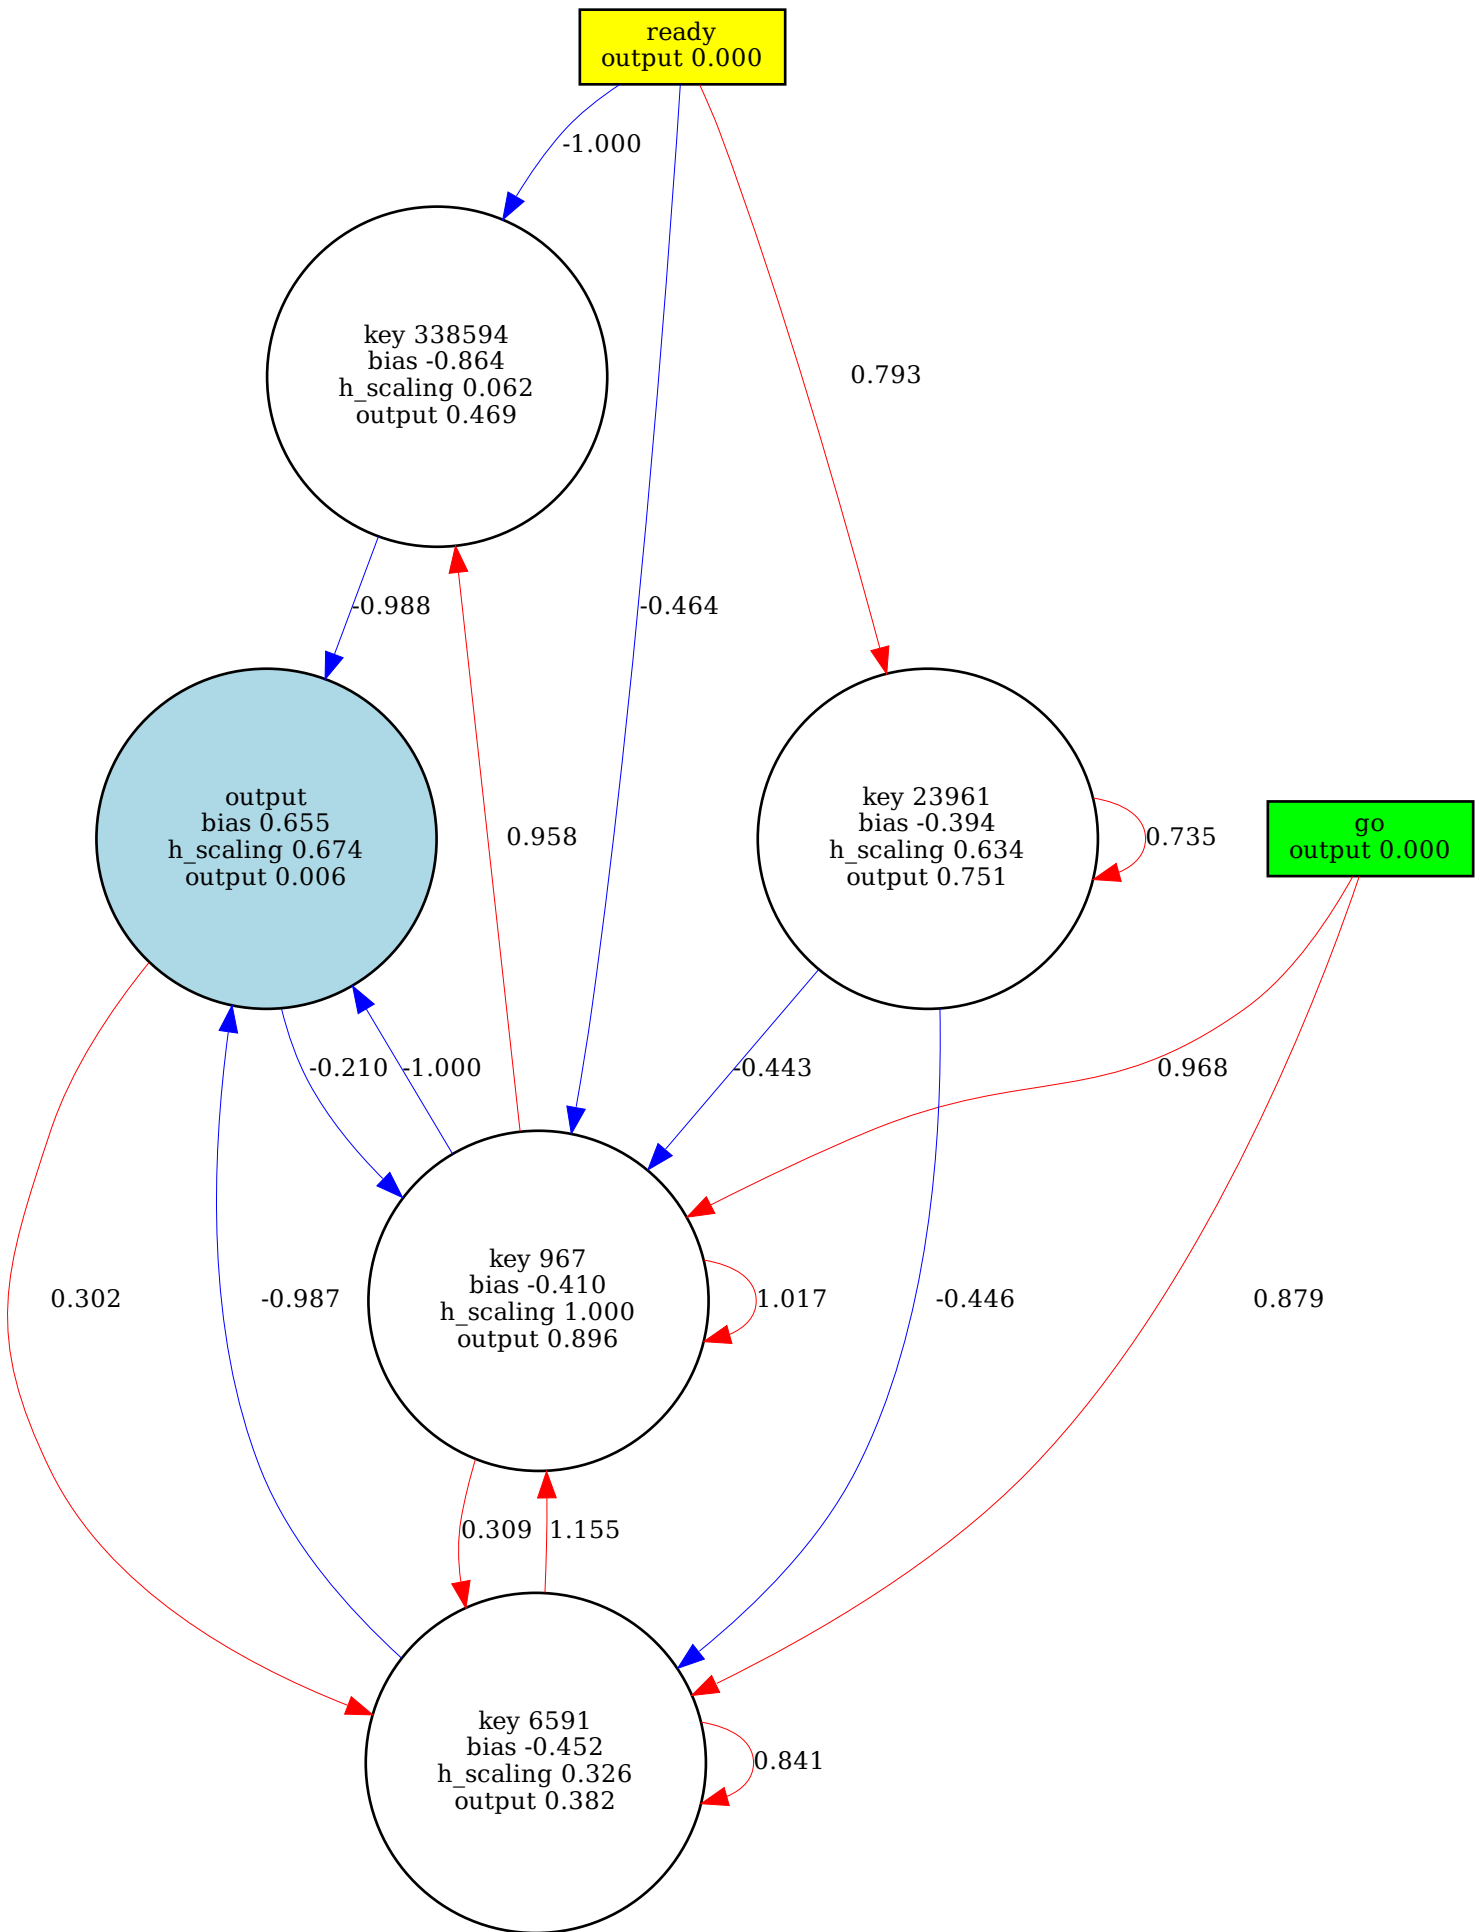 ready
output 0.000
-1.000
key 338594
bias -0.864
h_scaling 0.062
output 0.469
0.793
-0.988
-0.464
output
bias 0.655
h_scaling 0.674
output 0.006
0.958
key 23961
bias -0.394
h_scaling 0.634
output 0.751
0.735
go
output 0.000
-0.210
-1.000
-0.443
0.968
0.302
-0.987
key 967
bias -0.410
h_scaling 1.000
output 0.896
1.017
-0.446
0.879
0.309
1.155
key 6591
bias -0.452
h_scaling 0.326
output 0.382
0.841